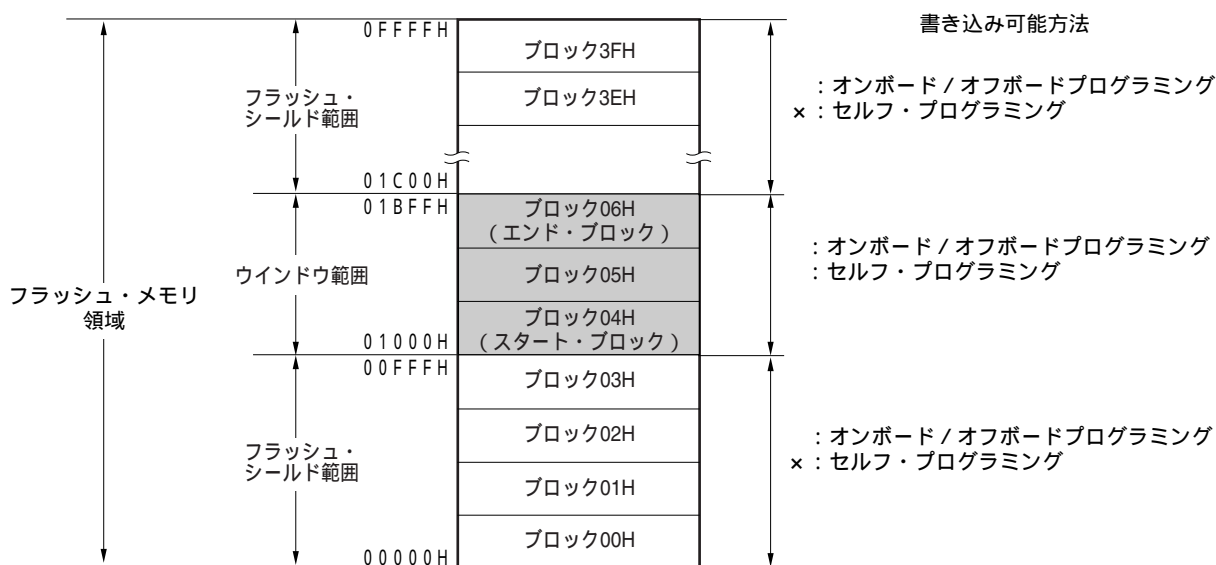 書き込み可能方法
0FFFFH
ブロック3FH
ブロック3EH
フラッシュ・
シールド範囲
：オンボード / オフボードプログラミング
×：セルフ・プログラミング
01C00H
01BFFH
ブロック06H
（エンド・ブロック）
ブロック05H
ブロック04H
（スタート・ブロック）
ウインドウ範囲
：オンボード / オフボードプログラミング
：セルフ・プログラミング
フラッシュ・メモリ
領域
01000H
00FFFH
ブロック03H
ブロック02H
ブロック01H
ブロック00H
フラッシュ・
シールド範囲
：オンボード / オフボードプログラミング
×：セルフ・プログラミング
00000H